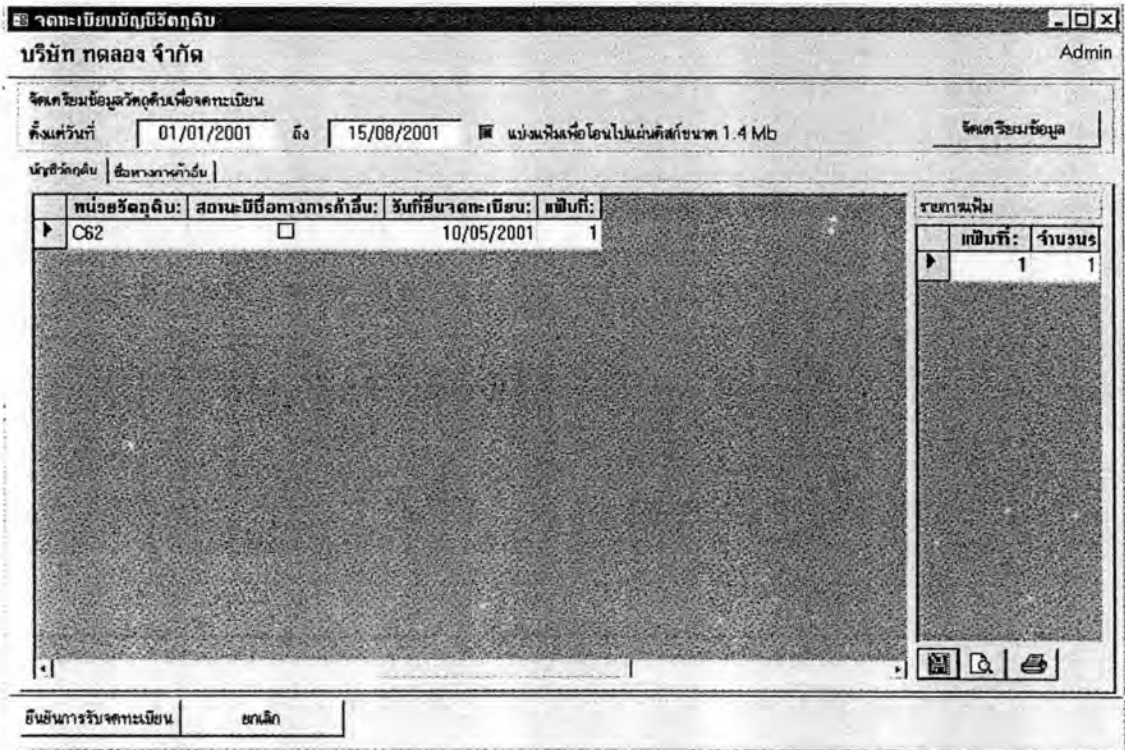 จดทะเบียนบัญชีวัตถุดิบ
บริษัท ทดลอง จำกัด Admin
จัดเตรียมข้อมูลวัตถุดิบเพื่อจดทะเบียน
ตั้งแต่วันที่ 01/01/2001 ถึง 15/08/2001 แบ่งแฟ้มเพื่อโอนไปแผ่นดิสก์ขนาด 1.4 Mb จัดเตรียมข้อมูล
บัญชีวัตถุดิบ ชื่อทางการค้าอื่น
หน่วยวัตถุดิบ: สถานะมีชื่อทางการค้าอื่น: วันที่ยื่นจดทะเบียน: แฟ้มที่: รายการแฟ้ม
C62 10/05/2001 1
แฟ้มที่: จำนวนร
1 1
ยืนยันการรับจดทะเบียน ยกเลิก